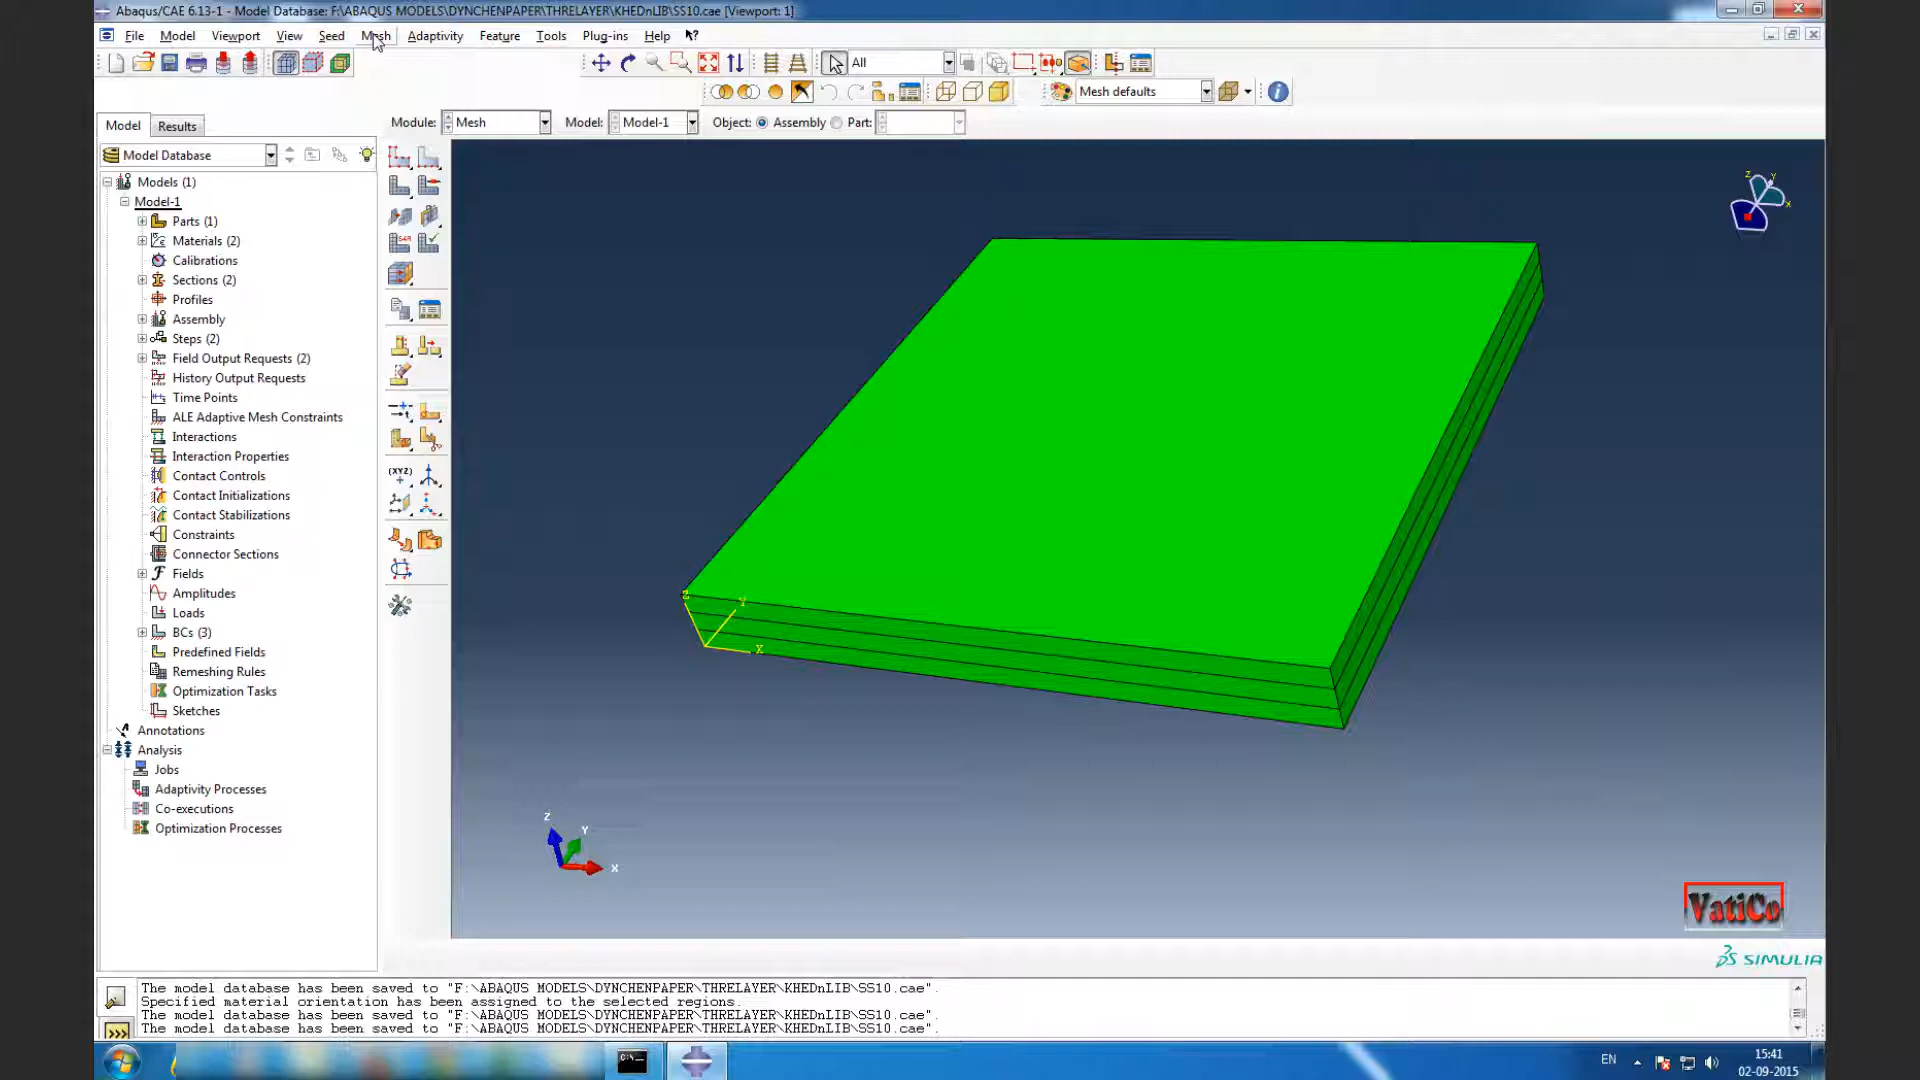 Abaqus/CAE 6.13-1 - Model Database: F:\ABAQUS MODELS\DYNCHENPAPER\THRELAYER\KHEDnLIB\SS10.cae [Viewport: 1]
File Model Viewport View Seed Mesh Adaptivity Feature Tools Plug-ins Help
All
Mesh defaults
Model Results
Module: Mesh Model: Model-1 Object: Assembly Part:
Model Database
Models (1)
Model-1
Parts (1)
Materials (2)
Calibrations
Sections (2)
Profiles
Assembly
Steps (2)
Field Output Requests (2)
History Output Requests
Time Points
ALE Adaptive Mesh Constraints
Interactions
Interaction Properties
Contact Controls
Contact Initializations
Contact Stabilizations
Constraints
Connector Sections
Fields
Amplitudes
Loads
BCs (3)
Predefined Fields
Remeshing Rules
Optimization Tasks
Sketches
Annotations
Analysis
Jobs
Adaptivity Processes
Co-executions
Optimization Processes
(XYZ)
Z Y X
Z Y X
Z Y X
VatiCo
SIMULIA
The model database has been saved to "F:\ABAQUS MODELS\DYNCHENPAPER\THRELAYER\KHEDnLIB\SS10.cae".
Specified material orientation has been assigned to the selected regions.
The model database has been saved to "F:\ABAQUS MODELS\DYNCHENPAPER\THRELAYER\KHEDnLIB\SS10.cae".
The model database has been saved to "F:\ABAQUS MODELS\DYNCHENPAPER\THRELAYER\KHEDnLIB\SS10.cae".
>>>
EN
15:41
02-09-2015